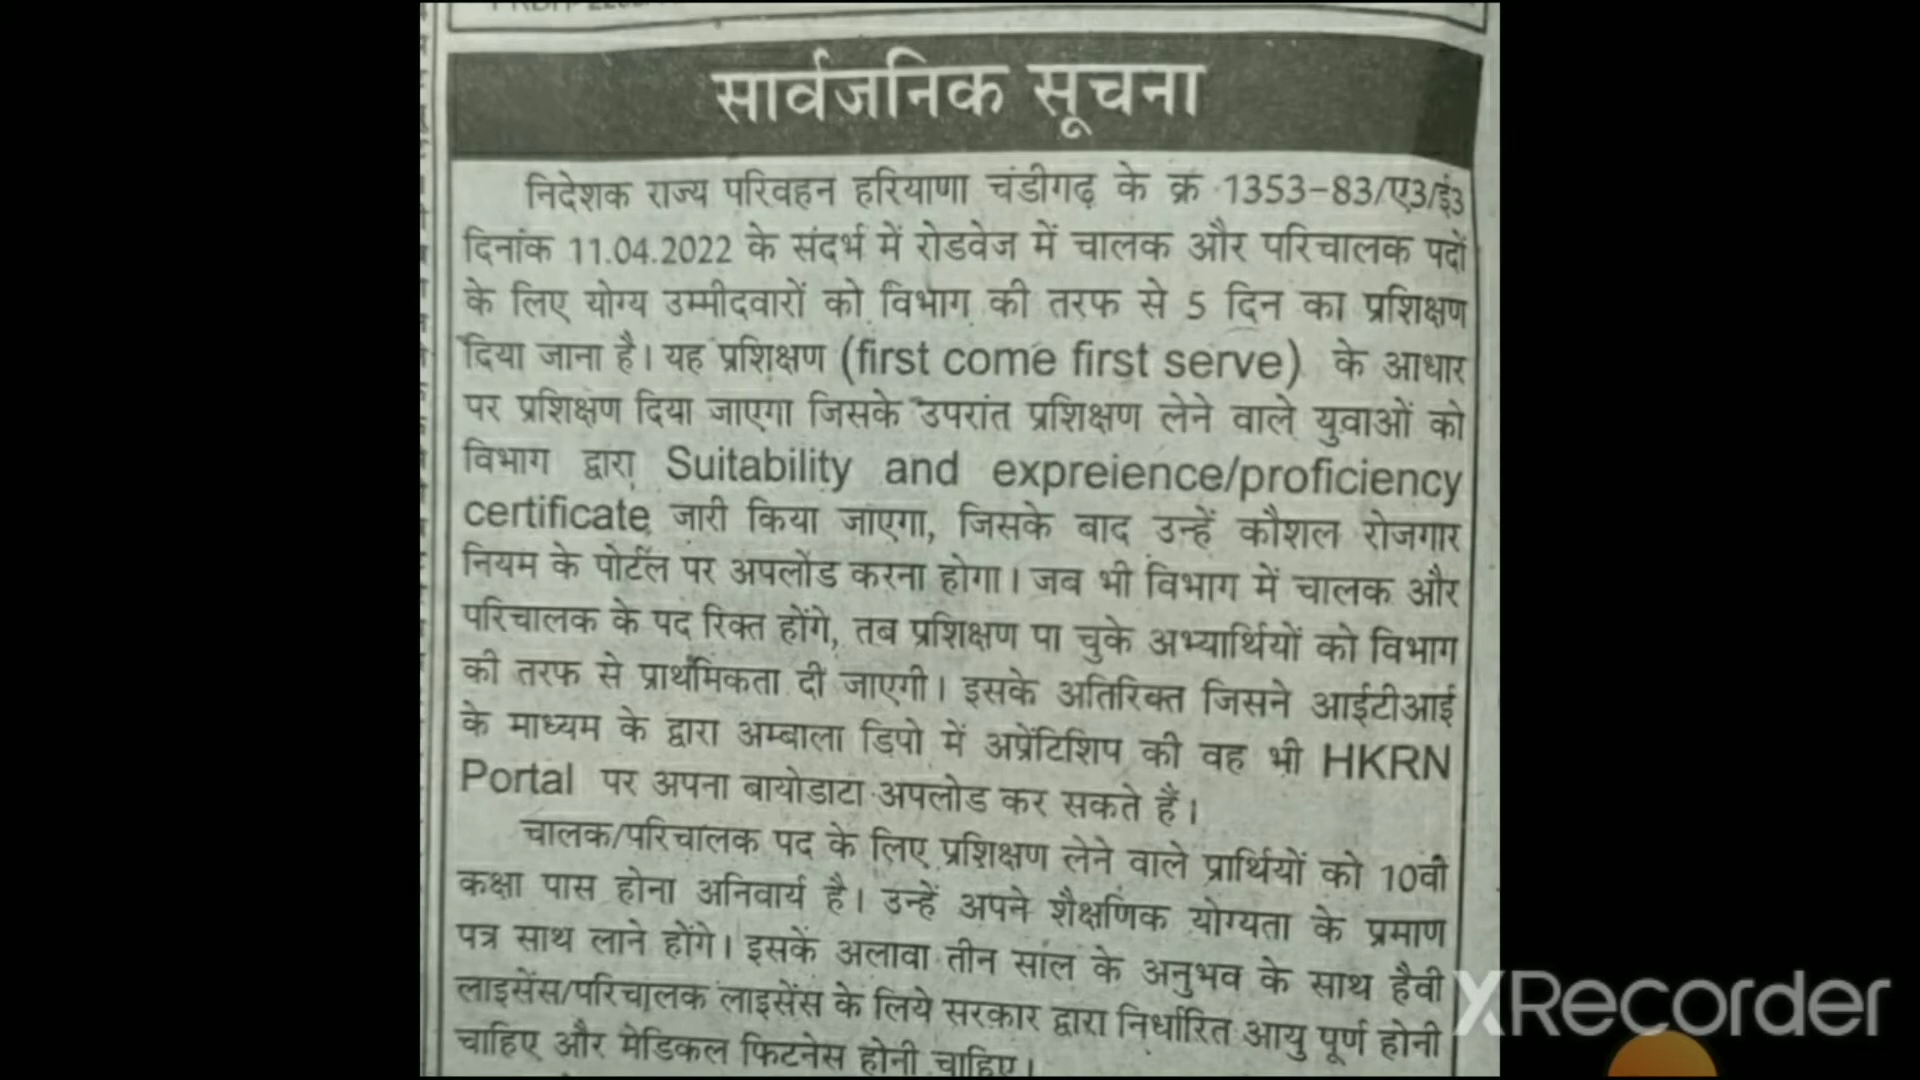 सार्वजनिक सूचना
निदेशक राज्य परिवहन हरियाणा चंडीगढ़ के क्र 1353-83/ए3/ई3
दिनांक 11.04.2022 के संदर्भ में रोडवेज में चालक और परिचालक पदों
के लिए योग्य उम्मीदवारों को विभाग की तरफ से 5 दिन का प्रशिक्षण
दिया जाना है। यह प्रशिक्षण (first come first serve) के आधार
पर प्रशिक्षण दिया जाएगा जिसके उपरांत प्रशिक्षण लेने वाले युवाओं को
विभाग द्वारा Suitability and expreience/proficiency
certificate जारी किया जाएगा, जिसके बाद उन्हें कौशल रोजगार
नियम के पोर्टल पर अपलोड करना होगा। जब भी विभाग में चालक और
परिचालक के पद रिक्त होंगे, तब प्रशिक्षण पा चुके अभ्यार्थियों को विभाग
की तरफ से प्राथमिकता दी जाएगी। इसके अतिरिक्त जिसने आईटीआई
के माध्यम के द्वारा अम्बाला डिपो में अप्रेंटिशिप की वह भी HKRN
Portal पर अपना बायोडाटा अपलोड कर सकते हैं।
चालक/परिचालक पद के लिए प्रशिक्षण लेने वाले प्रार्थियों को 10वी
कक्षा पास होना अनिवार्य है। उन्हें अपने शैक्षणिक योग्यता के प्रमाण
पत्र साथ लाने होंगे। इसके अलावा तीन साल के अनुभव के साथ हैवी
लाइसेंस/परिचालक लाइसेंस के लिये सरकार द्वारा निर्धारित आयु पूर्ण होनी
चाहिए और मेडिकल फिटनेस होनी चाहिए।
XRecorder